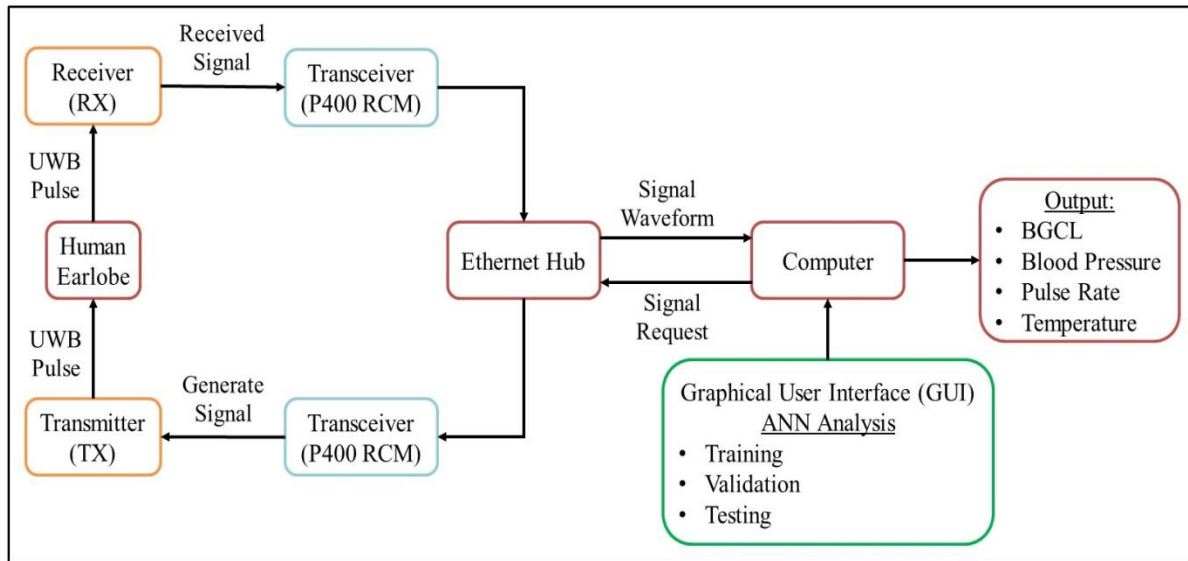 Receiver
(RX)
Received
Signal
Transceiver
(P400 RCM)
UWB
Pulse
Human
Earlobe
UWB
Pulse
Transmitter
(TX)
Generate
Signal
Transceiver
(P400 RCM)
Ethernet Hub
Signal
Waveform
Signal
Request
Computer
Output:
• BGCL
• Blood Pressure
• Pulse Rate
• Temperature
Graphical User Interface (GUI)
ANN Analysis
• Training
• Validation
• Testing